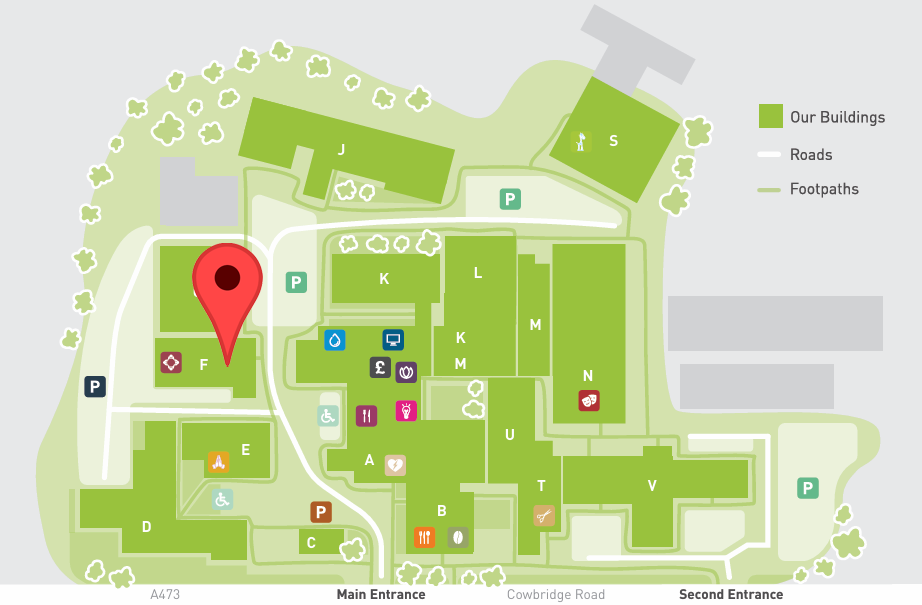 J
S
Our Buildings
Roads
Footpaths
P
P
K
L
K
M
M
N
£
F
P
E
A
U
T
V
B
P
P
D
C
A473
Main Entrance
Cowbridge Road
Second Entrance